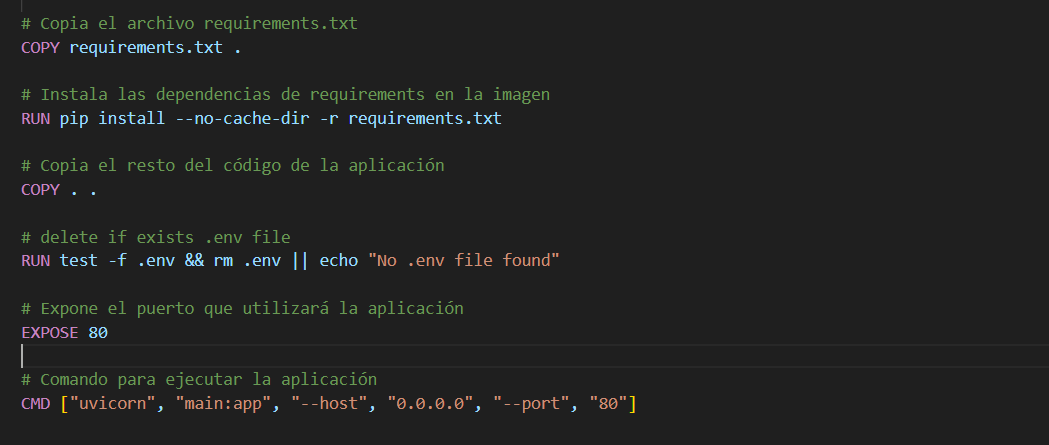 # Copia el archivo requirements.txt
COPY requirements.txt .
# Instala las dependencias de requirements en la imagen
RUN pip install --no-cache-dir -r requirements.txt
# Copia el resto del código de la aplicación
COPY . .
# delete if exists .env file
RUN test -f .env && rm .env || echo "No .env file found"
# Expone el puerto que utilizará la aplicación
EXPOSE 80
# Comando para ejecutar la aplicación
CMD ["uvicorn", "main:app", "--host", "0.0.0.0", "--port", "80"]